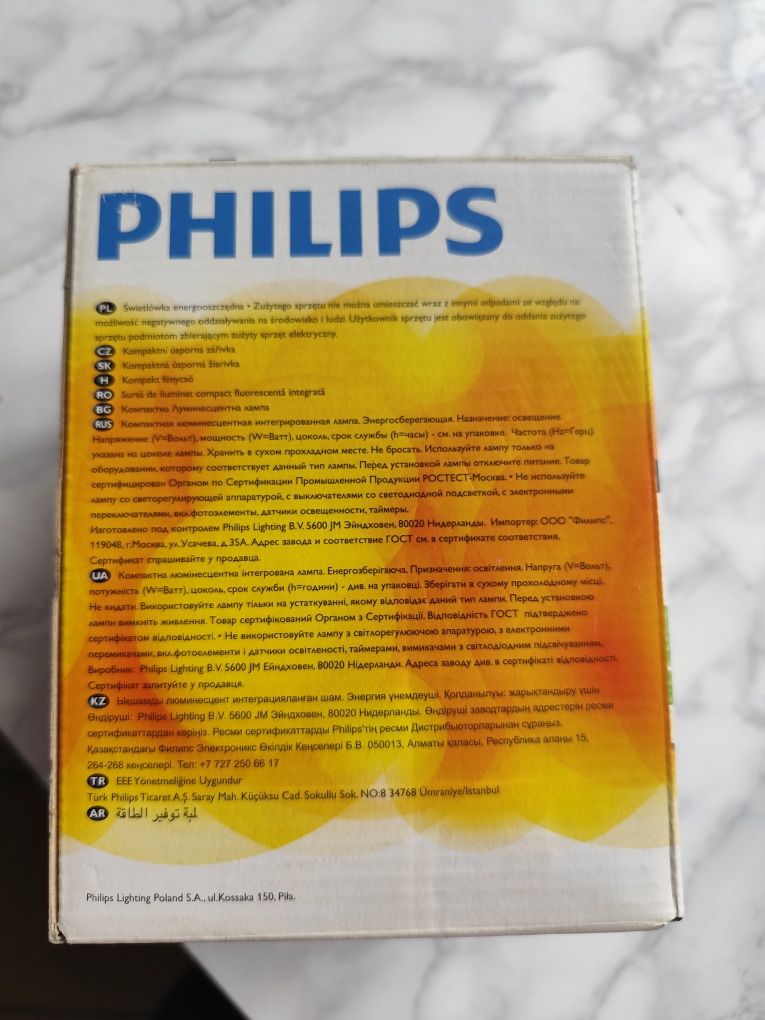 PHILIPS
PL Świetlówka energooszczędna • Zużytego sprzętu nie można umieszczać wraz z innymi odpadami ze względu na
możliwość negatywnego oddziaływania na środowisko i ludzi. Użytkownik sprzętu jest obowiązany do oddania zużytego
sprzętu podmiotom zbierającym zużyty sprzęt elektryczny.
CZ Kompaktní úsporná zářivka
SK Kompaktná úsporná žiarivka
H Kompakt fénycső
RO Sursă de iluminat compact fluorescentă integrată
BG Компактна Луминесцентна лампа
RUS Компактная люминесцентная интегрированная лампа. Энергосберегающая. Назначение: освещение.
Напряжение (V=Вольт), мощность (W=Ватт), цоколь, срок службы (h=часы) - см. на упаковке. Частота (Hz=Герц)
указана на цоколе лампы. Хранить в сухом прохладном месте. Не бросать. Используйте лампу только на
оборудовании, которому соответствует данный тип лампы. Перед установкой лампы отключите питание. Товар
сертифицирован Органом по Сертификации Промышленной Продукции РОСТЕСТ-Москва. • Не используйте
лампу со светорегулирующей аппаратурой, с выключателями со светодиодной подсветкой, с электронными
переключателями, вкл.фотоэлементы, датчики освещенности, таймеры.
Изготовлено под контролем Philips Lighting B.V. 5600 JM Эйндховен, 80020 Нидерланды. Импортер: ООО "Филипс",
119048, г.Москва, ул.Усачева, д.35А. Адрес завода и соответствие ГОСТ см. в сертификате соответствия.
Сертификат спрашивайте у продавца.
UA Компактна люмінесцентна інтегрована лампа. Енергозберігаюча. Призначення: освітлення. Напруга (V=Вольт),
потужність (W=Ватт), цоколь, срок служби (h=години) - див. на упаковці. Зберігати в сухому прохолодному місці.
Не кидати. Використовуйте лампу тільки на устаткуванні, якому відповідає даний тип лампи. Перед установкою
лампи вимкніть живлення. Товар сертифікований Органом з Сертифікації. Відповідність ГОСТ підтверджено
сертифікатом відповідності. • Не використовуйте лампу з світлорегулюючою апаратурою, з електронними
перемикачами, вкл.фотоелементи і датчики освітленості, таймерами, вимикачами з світлодіодним підсвічуванням.
Виробник: Philips Lighting B.V. 5600 JM Ейндховен, 80020 Нідерланди. Адреса заводу див. в сертифікаті відповідності.
Сертифікат запитуйте у продавця.
KZ Ықшамды люминесцент интеграцияланған шам. Энергия үнемдеуші. Қолданылуы: жарықтандыру үшін
Өндіруші: Philips Lighting B.V. 5600 JM Эйндховен, 80020 Нидерланды. Өндіруші заводтардың адрестерін ресми
сертификаттардан көріңіз. Ресми сертификаттарды Philips'тің ресми Дистрибьюторларынан сұраңыз.
Қазақстандағы Филипс Электроникс Өкілдік Кеңселері Б.В. 050013, Алматы қаласы, Республика алаңы 15,
264-268 кеңселері. Тел: +7 727 250 66 17
TR EEE Yönetmeliğine Uygundur
Türk Philips Ticaret A.Ş. Saray Mah. Küçüksu Cad. Sokullu Sok. NO:8 34768 Ümraniye/İstanbul
AR لمبة توفير الطاقة
Philips Lighting Poland S.A., ul.Kossaka 150, Piła.